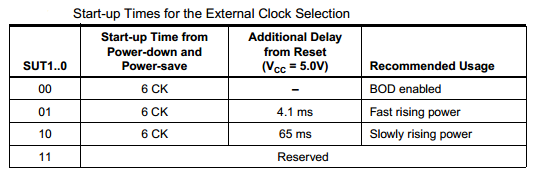 Start-up Times for the External Clock Selection
SUT1..0 Start-up Time from Power-down and Power-save Additional Delay from Reset (VCC = 5.0V) Recommended Usage
00 6 CK – BOD enabled
01 6 CK 4.1 ms Fast rising power
10 6 CK 65 ms Slowly rising power
11 Reserved